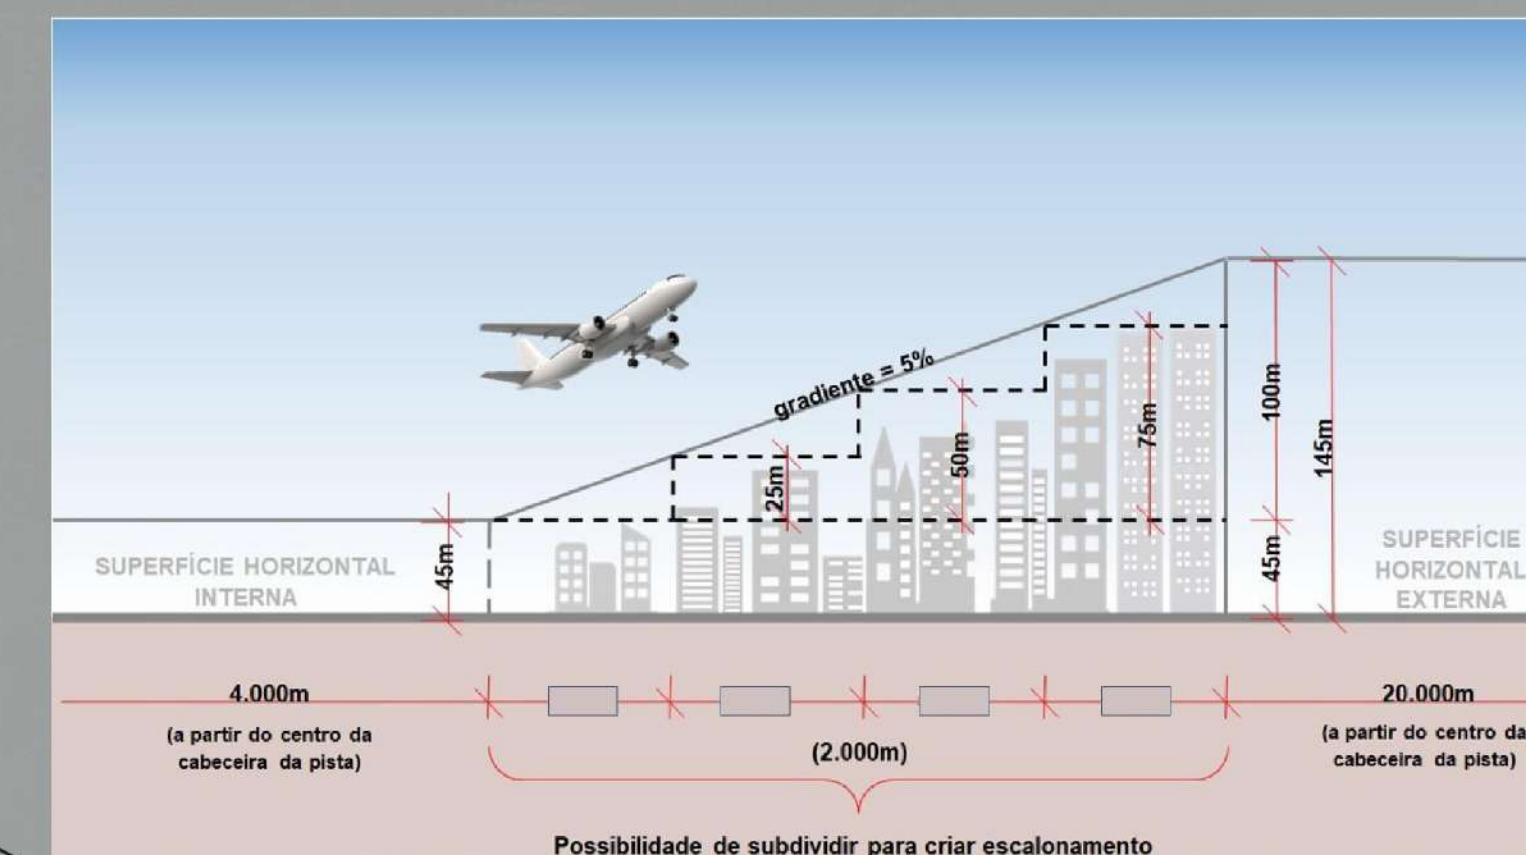 gradiente = 5%
25m
50m
75m
100m
145m
45m
45m
SUPERFÍCIE HORIZONTAL
INTERNA
SUPERFÍCIE
HORIZONTAL
EXTERNA
4.000m
(a partir do centro da
cabeceira da pista)
(2.000m)
20.000m
(a partir do centro da
cabeceira da pista)
Possibilidade de subdividir para criar escalonamento